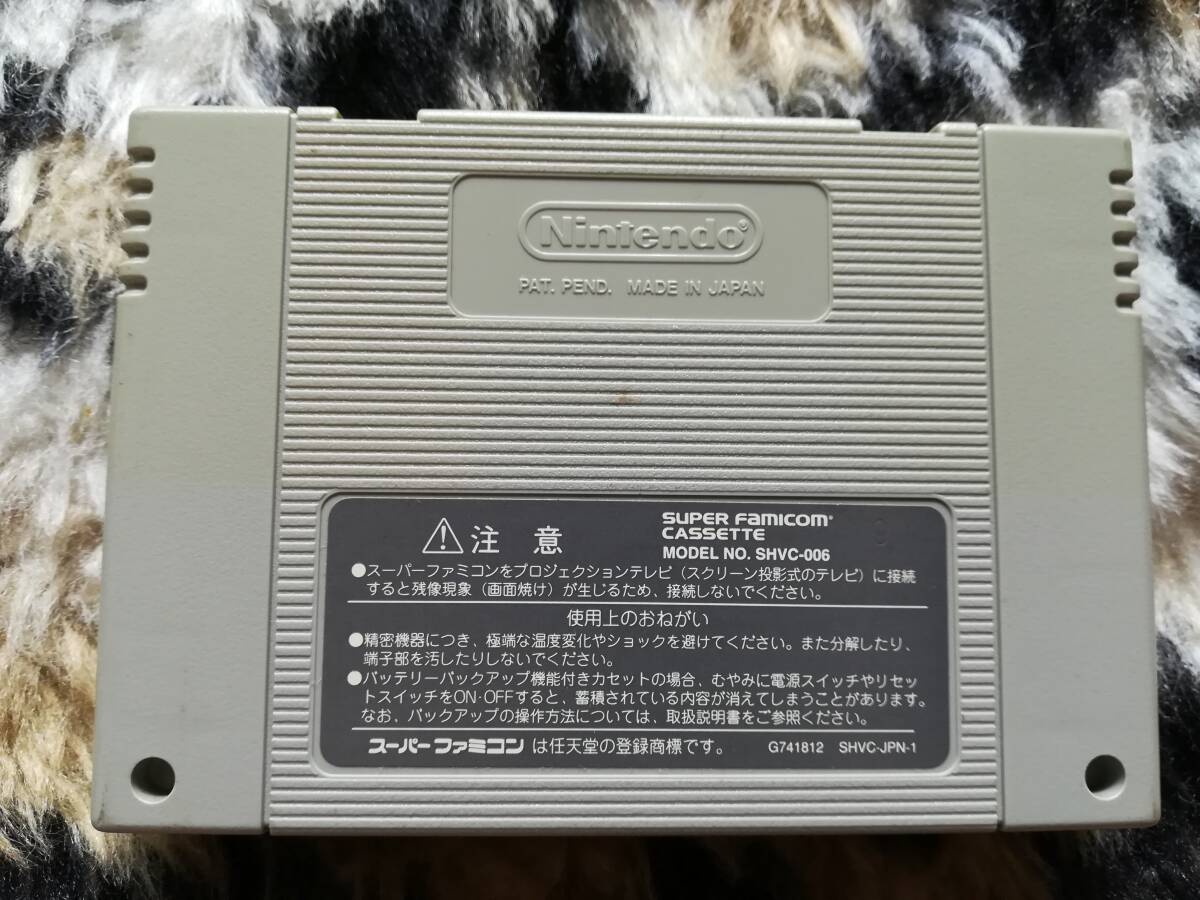 Nintendo®
PAT. PEND. MADE IN JAPAN
⚠注 意
SUPER FAMICOM®
CASSETTE
MODEL NO. SHVC-006
●スーパーファミコンをプロジェクションテレビ(スクリーン投影式のテレビ)に接続
すると残像現象(画面焼け)が生じるため、接続しないでください。
使用上のおねがい
●精密機器につき、極端な温度変化やショックを避けてください。また分解したり、
端子部を汚したりしないでください。
●バッテリーバックアップ機能付きカセットの場合、むやみに電源スイッチやリセッ
トスイッチをON・OFFすると、蓄積されている内容が消えてしまうことがあります。
なお、バックアップの操作方法については、取扱説明書をご参照ください。
スーパーファミコンは任天堂の登録商標です。 G741812 SHVC-JPN-1